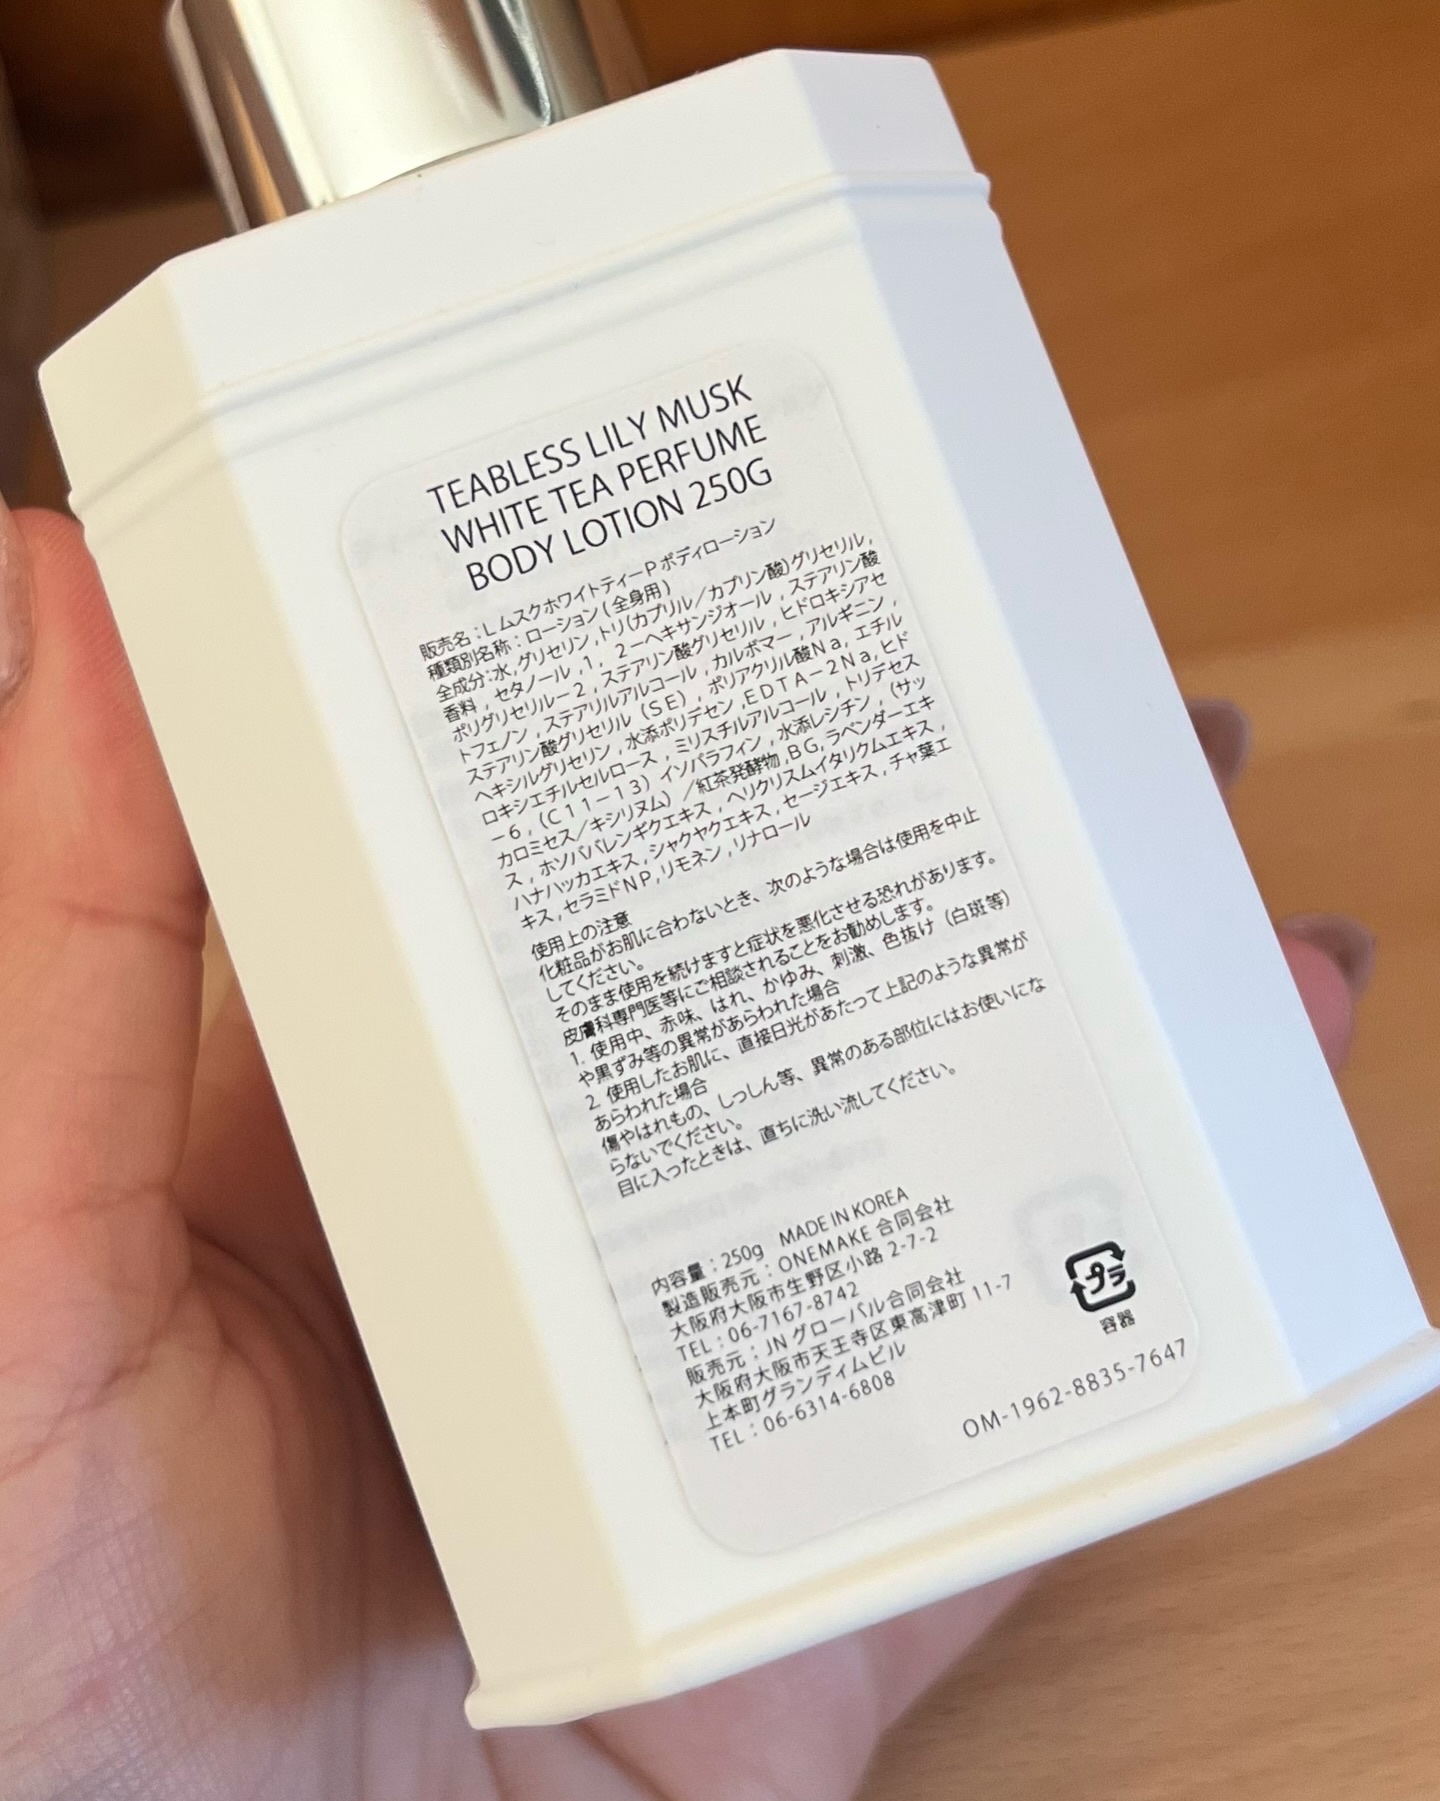 TEABLESS LILY MUSK
WHITE TEA PERFUME
BODY LOTION 250G
販売名：LムスクホワイトティーPボディローション
種類別名称：ローション(全身用)
全成分：水,グリセリン,トリ(カプリル/カプリン酸)グリセリル,
香料,セタノール,1,2-ヘキサンジオール,ステアリン酸
ポリグリセリル-2,ステアリン酸グリセリル,ヒドロキシアセ
トフェノン,ステアリルアルコール,カルボマー,アルギニン,
ステアリン酸グリセリル(SE),ポリアクリル酸Na,エチル
ヘキシルグリセリン,水添ポリデセン,EDTA-2Na,ヒド
ロキシエチルセルロース,ミリスチルアルコール,トリデセス
-6,(C11-13)イソパラフィン,水添レシチン,(サッ
カロミセス/キシリヌム)/紅茶発酵物,BG,ラベンダーエキ
ス,ホソババレンギクエキス,ヘリクリスムイタリクムエキス,
ハナハッカエキス,シャクヤクエキス,セージエキス,チャ葉エ
キス,セラミドNP,リモネン,リナロール
使用上の注意
化粧品がお肌に合わないとき、次のような場合は使用を中止
してください。
そのまま使用を続けますと症状を悪化させる恐れがあります。
皮膚科専門医等にご相談されることをお勧めします。
1. 使用中、赤味、はれ、かゆみ、刺激、色抜け（白斑等）
や黒ずみ等の異常があらわれた場合
2. 使用したお肌に、直接日光があたって上記のような異常が
あらわれた場合
傷やはれもの、しっしん等、異常のある部位にはお使いにな
らないでください。
目に入ったときは、直ちに洗い流してください。
内容量：250g MADE IN KOREA
製造販売元：ONEMAKE 合同会社
大阪府大阪市生野区小路 2-7-2
TEL：06-7167-8742
販売元：JN グローバル合同会社
大阪府大阪市天王寺区東高津町 11-7
上本町グランディムビル
TEL：06-6314-6808
プラ
容器
OM-1962-8835-7647